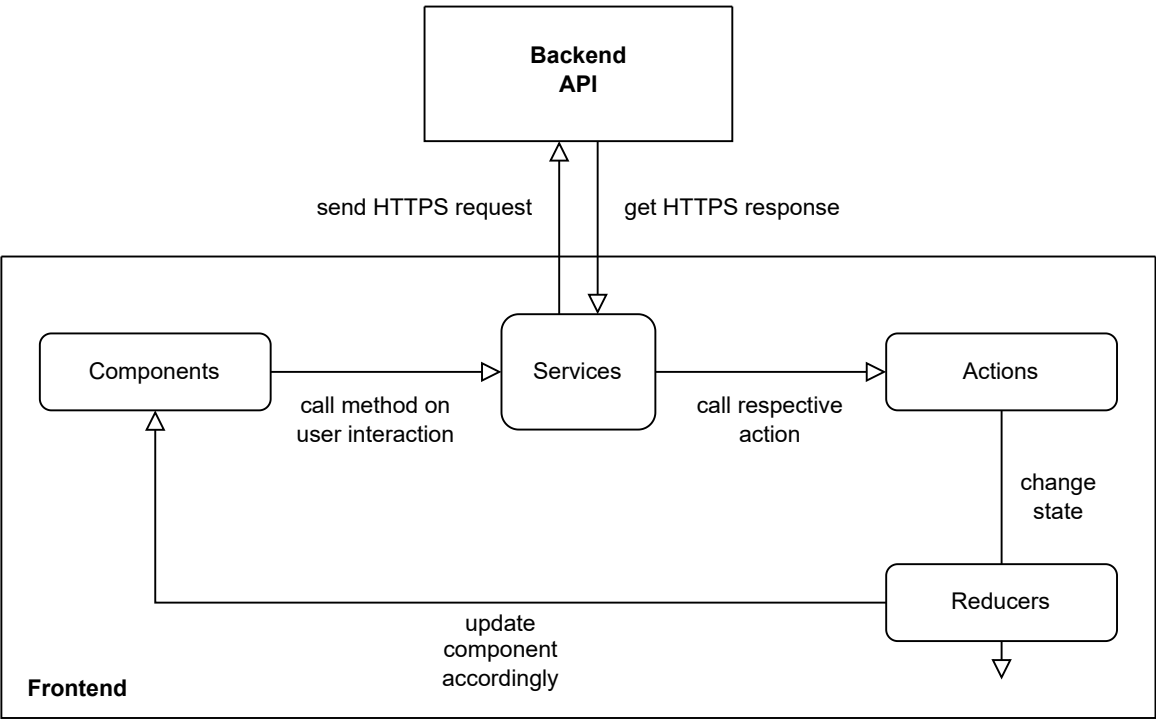 Backend
API
send HTTPS request
get HTTPS response
Components
Services
Actions
call method on
user interaction
call respective
action
change
state
Reducers
update
component
accordingly
Frontend